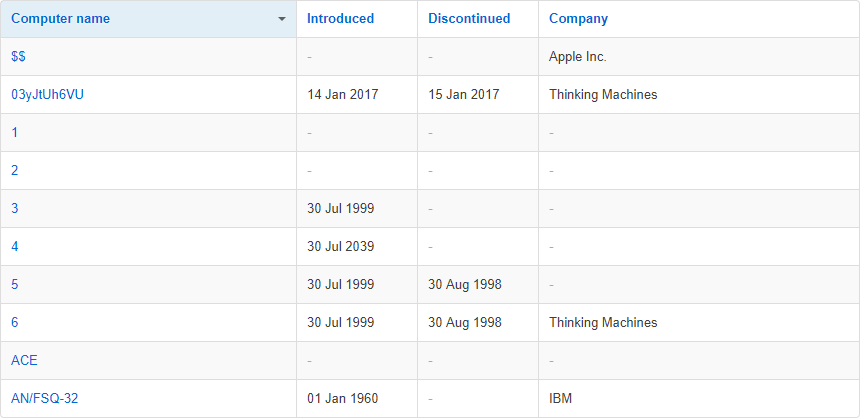 Computer name Introduced Discontinued Company
$$ - - Apple Inc.
03yJtUh6VU 14 Jan 2017 15 Jan 2017 Thinking Machines
1 - - -
2 - - -
3 30 Jul 1999 - -
4 30 Jul 2039 - -
5 30 Jul 1999 30 Aug 1998 -
6 30 Jul 1999 30 Aug 1998 Thinking Machines
ACE - - -
AN/FSQ-32 01 Jan 1960 - IBM